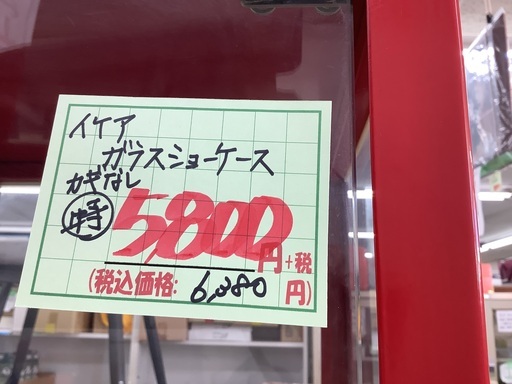 イケア
ガラスショーケース
カギなし
特 5,800円+税
(税込価格: 6,380 円)